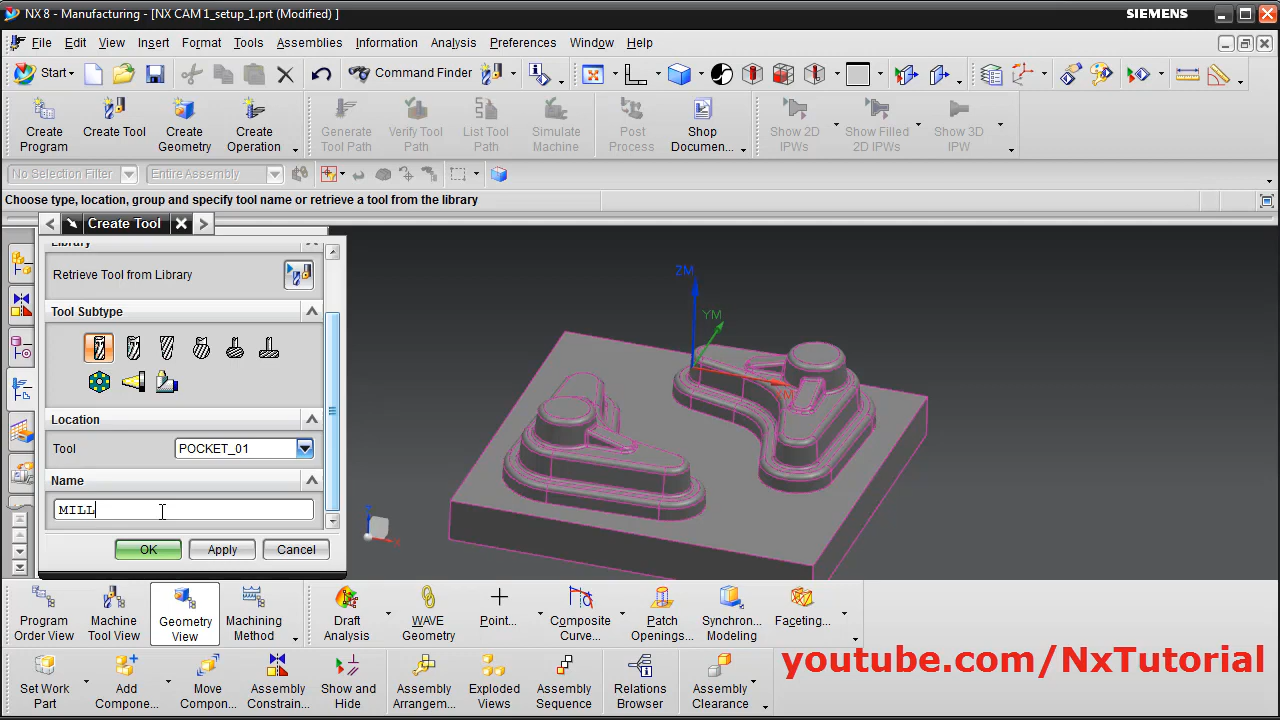 NX 8 - Manufacturing - [NX CAM 1_setup_1.prt (Modified) ]
SIEMENS
File Edit View Insert Format Tools Assemblies Information Analysis Preferences Window Help
Start
Command Finder
Create Program
Create Tool
Create Geometry
Create Operation
Generate Tool Path
Verify Tool Path
List Tool Path
Simulate Machine
Post Process
Shop Document...
Show 2D IPWs
Show Filled 2D IPWs
Show 3D IPW
No Selection Filter
Entire Assembly
Choose type, location, group and specify tool name or retrieve a tool from the library
Create Tool
Library
Retrieve Tool from Library
Tool Subtype
Location
Tool
POCKET_01
Name
MILL
OK
Apply
Cancel
ZM
YM
XM
Program Order View
Machine Tool View
Geometry View
Machining Method
Draft Analysis
WAVE Geometry
Point...
Composite Curve...
Patch Openings...
Synchron... Modeling
Faceting...
Set Work Part
Add Compone...
Move Compon...
Assembly Constrain...
Show and Hide
Assembly Arrangem...
Exploded Views
Assembly Sequence
Relations Browser
Assembly Clearance
youtube.com/NxTutorial